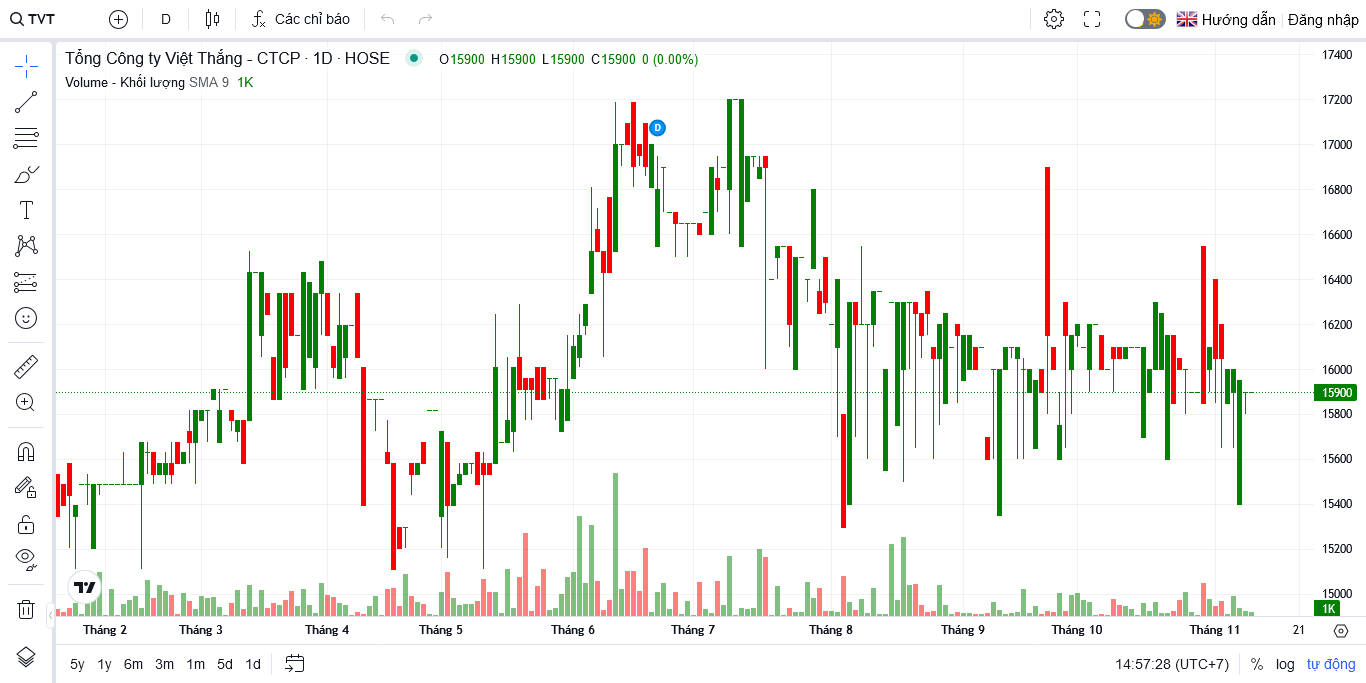 TVT D Các chỉ báo Hướng dẫn Đăng nhập
Tổng Công ty Việt Thắng - CTCP · 1D · HOSE O15900 H15900 L15900 C15900 0 (0.00%)
Volume - Khối lượng SMA 9 1K
D
17400
17200
17000
16800
16600
16400
16200
16000
15900
15800
15600
15400
15200
15000
1K
Tháng 2 Tháng 3 Tháng 4 Tháng 5 Tháng 6 Tháng 7 Tháng 8 Tháng 9 Tháng 10 Tháng 11 21
5y 1y 6m 3m 1m 5d 1d 14:57:28 (UTC+7) % log tự động